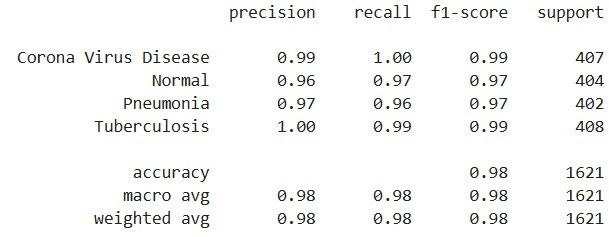 precision recall f1-score support
Corona Virus Disease 0.99 1.00 0.99 407
Normal 0.96 0.97 0.97 404
Pneumonia 0.97 0.96 0.97 402
Tuberculosis 1.00 0.99 0.99 408
accuracy 0.98 1621
macro avg 0.98 0.98 0.98 1621
weighted avg 0.98 0.98 0.98 1621